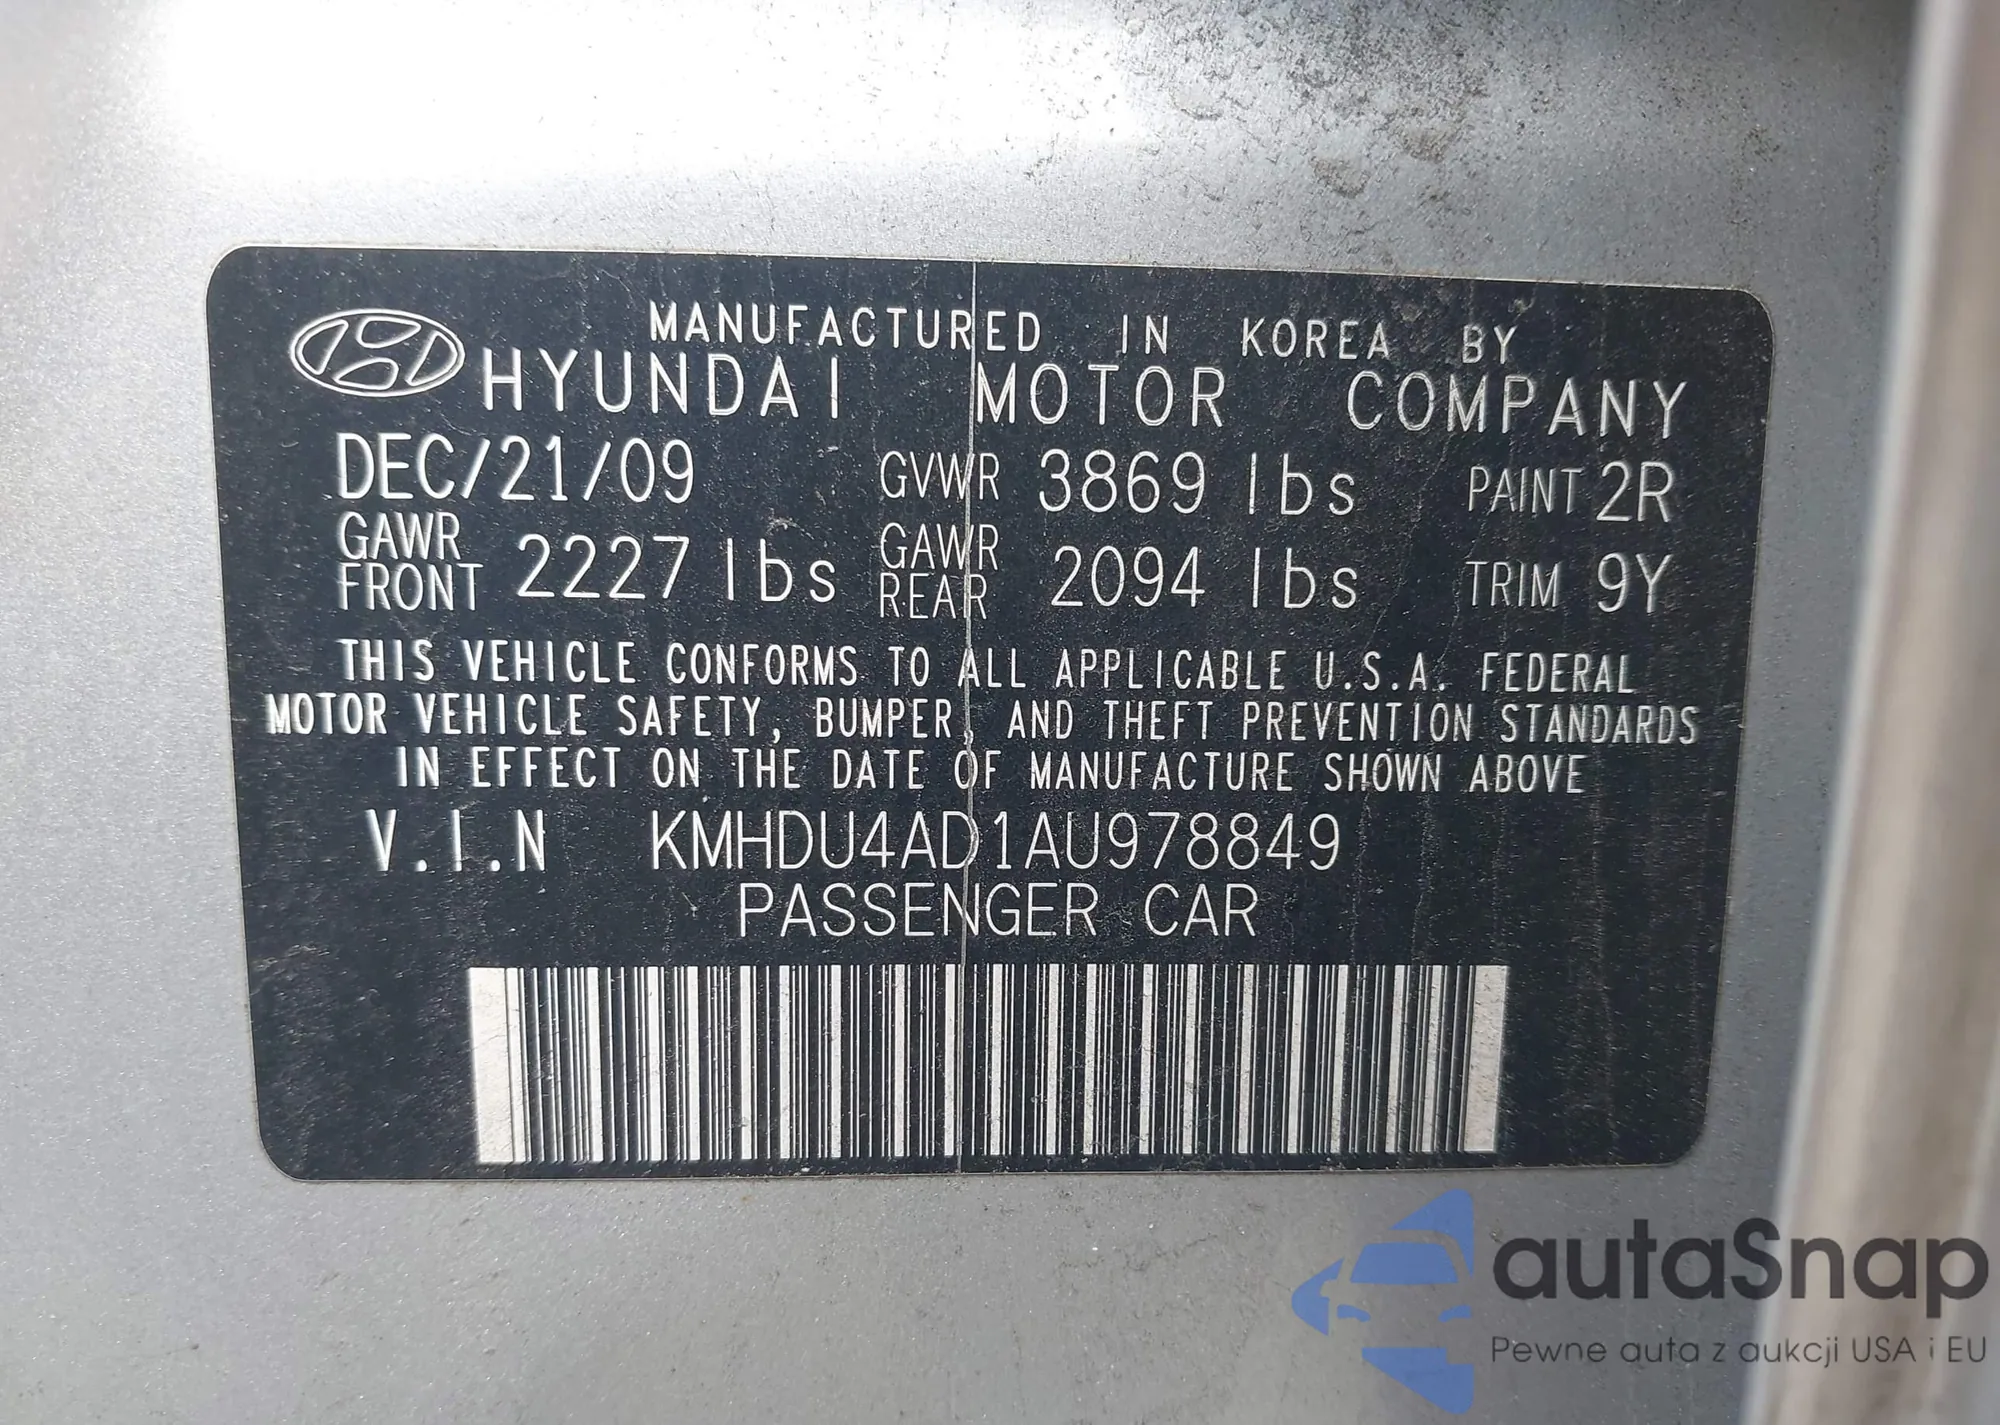 MANUFACTURED IN KOREA BY
HYUNDAI MOTOR COMPANY
DEC/21/09 GVWR 3869 lbs PAINT 2R
GAWR FRONT 2227 lbs GAWR REAR 2094 lbs TRIM 9Y
THIS VEHICLE CONFORMS TO ALL APPLICABLE U.S.A. FEDERAL
MOTOR VEHICLE SAFETY, BUMPER, AND THEFT PREVENTION STANDARDS
IN EFFECT ON THE DATE OF MANUFACTURE SHOWN ABOVE
V.I.N KMHDU4AD1AU978849
PASSENGER CAR
autaSnap
Pewne auta z aukcji USA i EU